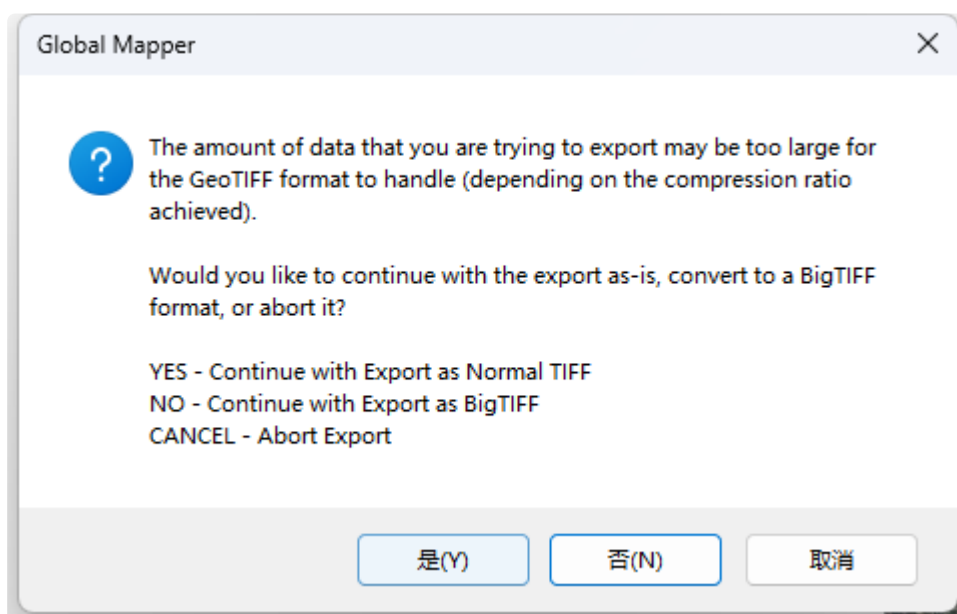 Global Mapper
The amount of data that you are trying to export may be too large for
the GeoTIFF format to handle (depending on the compression ratio
achieved).
Would you like to continue with the export as-is, convert to a BigTIFF
format, or abort it?
YES - Continue with Export as Normal TIFF
NO - Continue with Export as BigTIFF
CANCEL - Abort Export
是(Y) 否(N) 取消